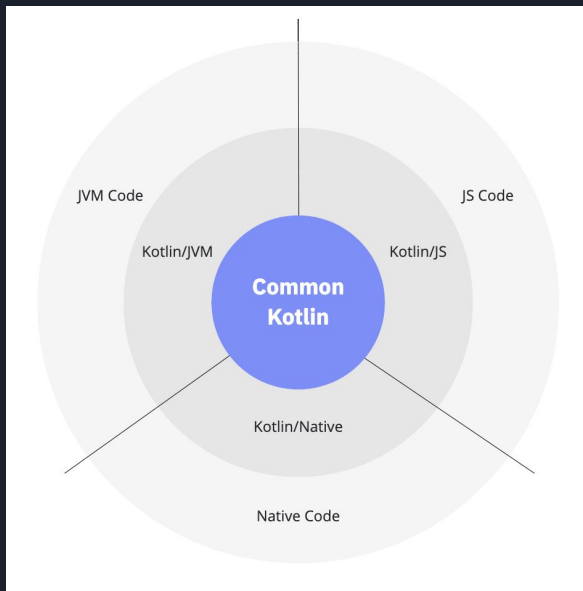 JVM Code
JS Code
Kotlin/JVM
Kotlin/JS
Common
Kotlin
Kotlin/Native
Native Code